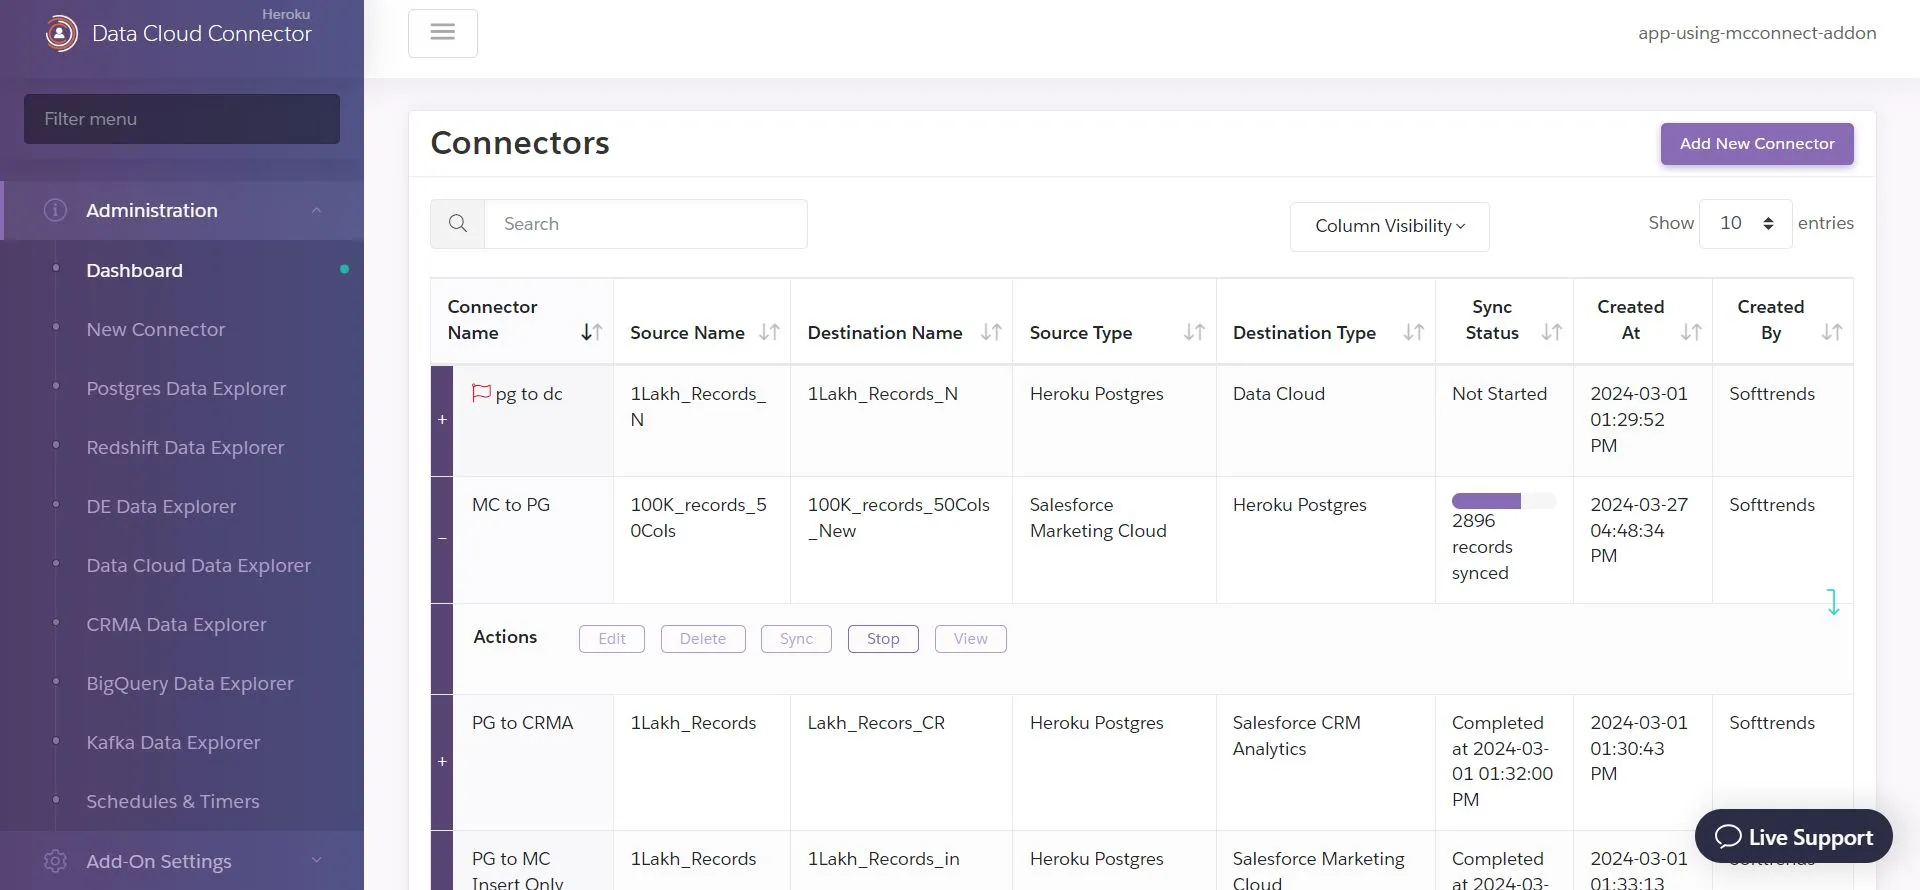 Heroku
Data Cloud Connector
app-using-mcconnect-addon
Filter menu
Administration
Dashboard
New Connector
Postgres Data Explorer
Redshift Data Explorer
DE Data Explorer
Data Cloud Data Explorer
CRMA Data Explorer
BigQuery Data Explorer
Kafka Data Explorer
Schedules & Timers
Add-On Settings
Connectors
Add New Connector
Search
Column Visibility
Show 10 entries
Connector
Name
Source Name
Destination Name
Source Type
Destination Type
Sync
Status
Created
At
Created
By
+
pg to dc
1Lakh_Records_
N
1Lakh_Records_N
Heroku Postgres
Data Cloud
Not Started
2024-03-01
01:29:52
PM
Softtrends
−
MC to PG
100K_records_5
0Cols
100K_records_50Cols
_New
Salesforce
Marketing Cloud
Heroku Postgres
2896
records
synced
2024-03-27
04:48:34
PM
Softtrends
Actions
Edit
Delete
Sync
Stop
View
+
PG to CRMA
1Lakh_Records
Lakh_Recors_CR
Heroku Postgres
Salesforce CRM
Analytics
Completed
at 2024-03-
01 01:32:00
PM
2024-03-01
01:30:43
PM
Softtrends
PG to MC
Insert Only
1Lakh_Records
1Lakh_Records_in
Heroku Postgres
Salesforce Marketing
Cloud
Completed
at 2024-03-
2024-03-01
01:33:13
Softtrends
Live Support